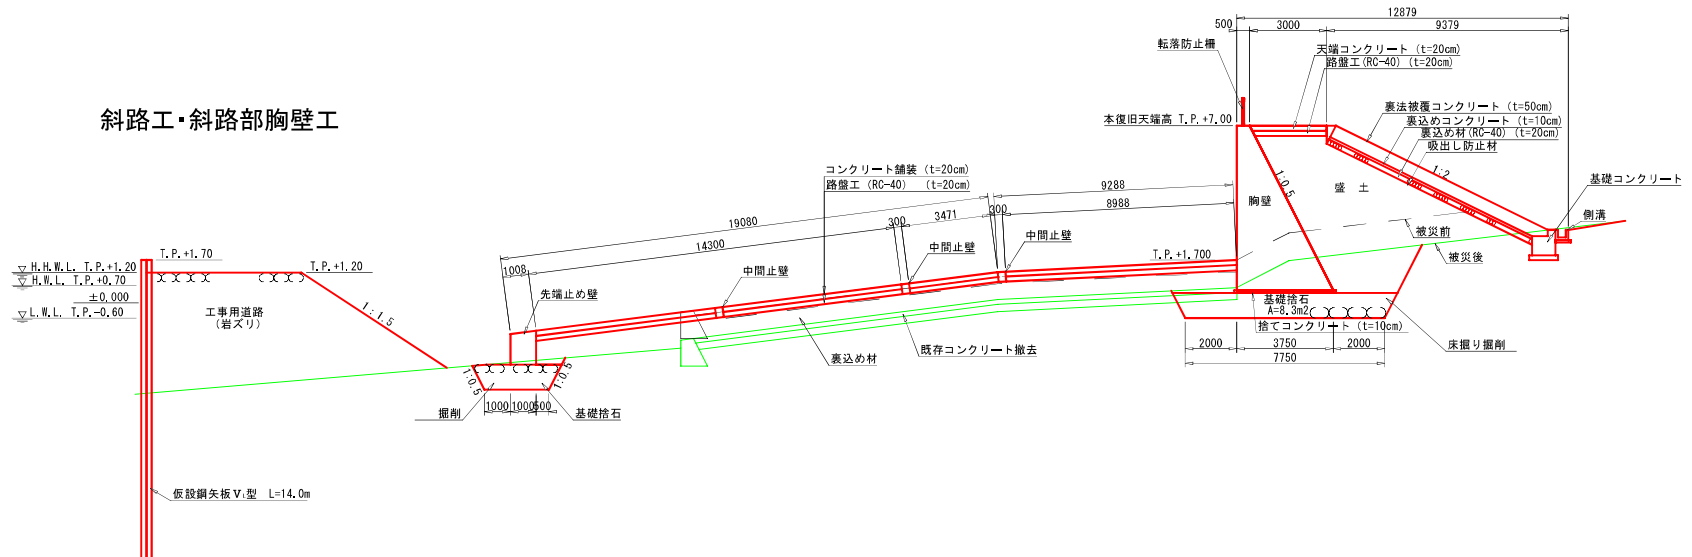 斜路工・斜路部胸壁工
12879
500
3000
9379
転落防止柵
天端コンクリート (t=20cm)
路盤工(RC-40) (t=20cm)
本復旧天端高 T.P.+7.00
裏法被覆コンクリート (t=50cm)
裏込めコンクリート (t=10cm)
裏込め材(RC-40) (t=20cm)
吸出し防止材
1:2
1:0.5
盛 土
胸壁
基礎コンクリート
側溝
被災前
被災後
コンクリート舗装 (t=20cm)
路盤工 (RC-40) (t=20cm)
9288
8988
19080
300
3471
300
14300
1008
中間止壁
中間止壁
中間止壁
先端止め壁
T.P.+1.700
T.P.+1.70
H.H.W.L. T.P.+1.20
T.P.+1.20
H.W.L. T.P.+0.70
±0,000
L.W.L. T.P.-0.60
工事用道路
(岩ズリ)
1:1.5
基礎捨石
A=8.3m2
捨てコンクリート (t=10cm)
床掘り掘削
2000
3750
2000
7750
既存コンクリート撤去
裏込め材
1:0.5
1:0.5
1000
1000
500
掘削
基礎捨石
仮設鋼矢板ⅤL型 L=14.0m